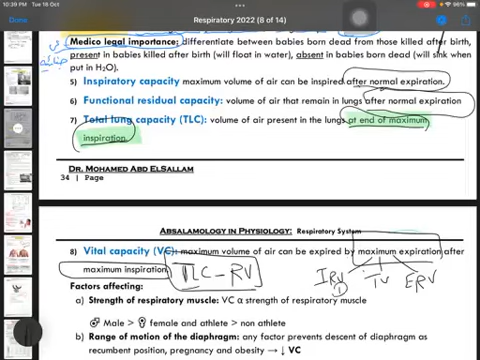 10:39 PM Tue 18 Oct
Respiratory 2022 (8 of 14)
Medico legal importance: differentiate between babies born dead from those killed after birth,
present in babies killed after birth (will float in water), absent in babies born dead (will sink when
put in H₂O).
5) Inspiratory capacity maximum volume of air can be inspired after normal expiration.
6) Functional residual capacity: volume of air that remain in lungs after normal expiration
7) Total lung capacity (TLC): volume of air present in the lungs at end of maximum
inspiration.
DR. MOHAMED ABD ELSALLAM
34 | Page
ABSALAMOLOGY IN PHYSIOLOGY: Respiratory System
8) Vital capacity (VC): maximum volume of air can be expired by maximum expiration after
maximum inspiration. TLC - RV
IRV TV ERV
Factors affecting:
a) Strength of respiratory muscle: VC α strength of respiratory muscle
Male > female and athlete > non athlete
b) Range of motion of the diaphragm: any factor prevents descent of diaphragm as
recumbent position, pregnancy and obesity → ↓ VC